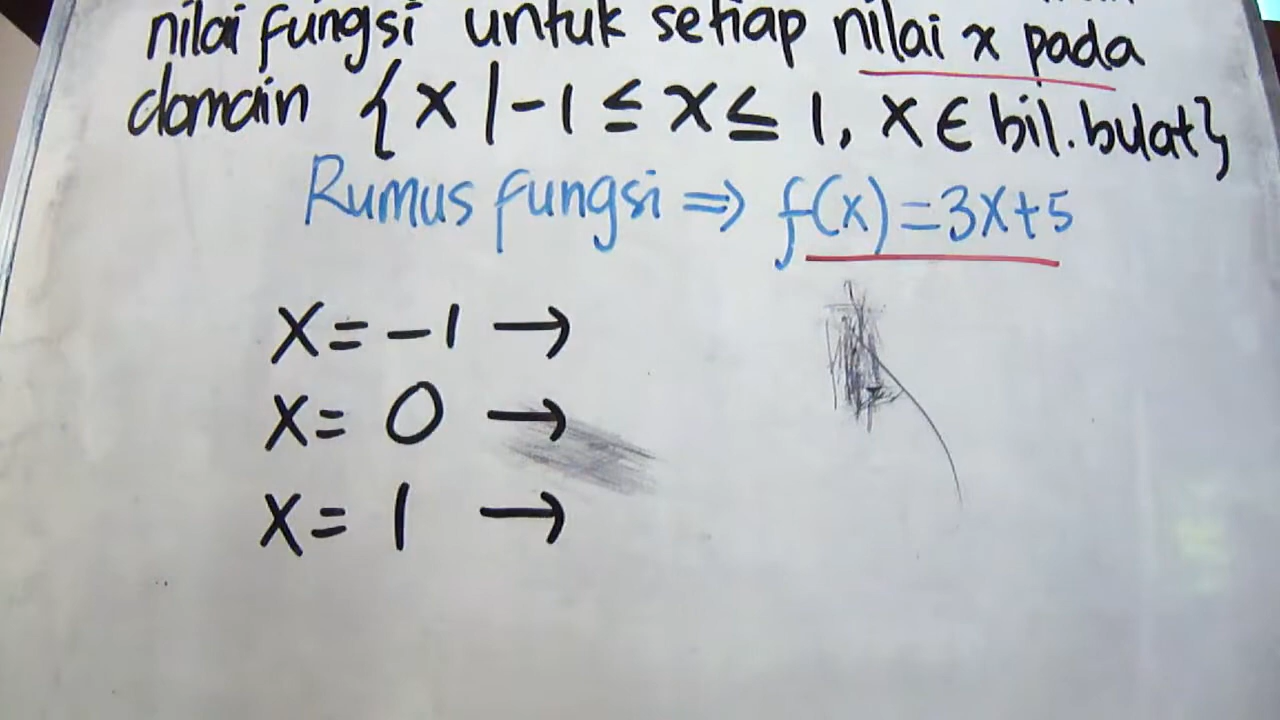 nilai fungsi untuk setiap nilai x pada
domain {x | -1 ≤ x ≤ 1, x ∈ bil. bulat}
Rumus fungsi ⇒ f(x) = 3x+5
x = -1 →
x = 0 →
x = 1 →